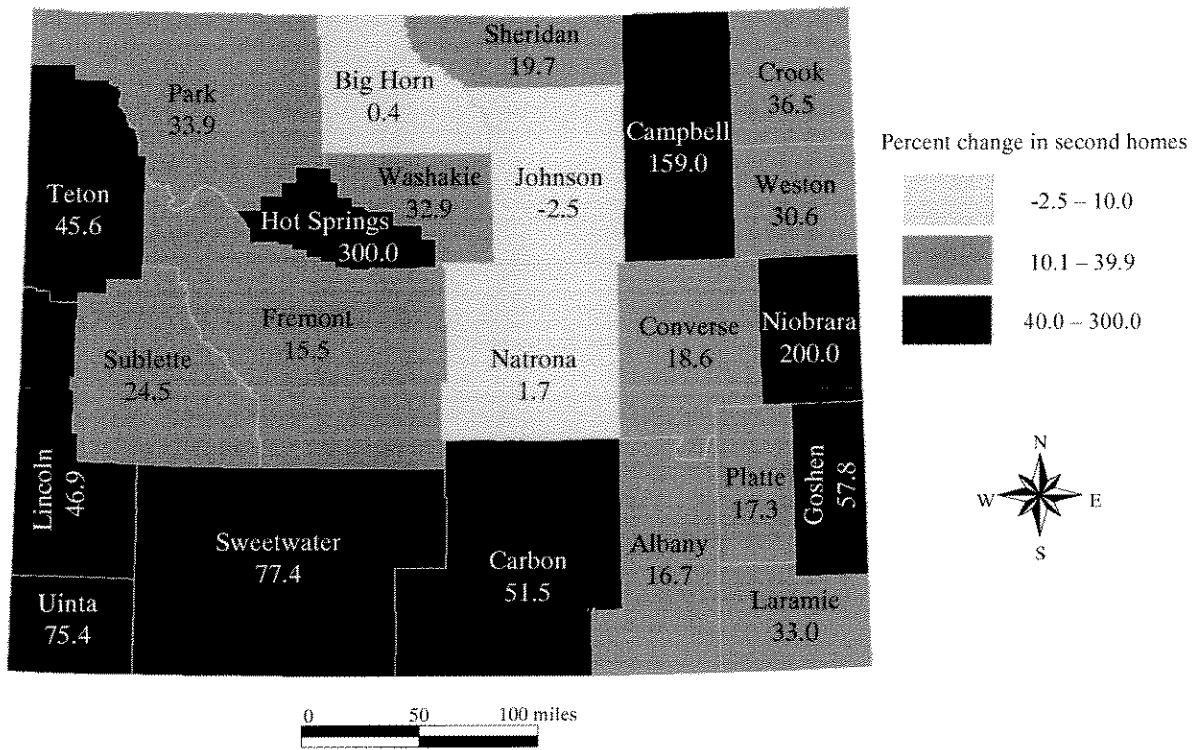 Sheridan
19.7
Big Horn
0.4
Park
33.9
Crook
36.5
Campbell
159.0
Teton
45.6
Washakie
32.9
Johnson
-2.5
Weston
30.6
Hot Springs
300.0
Fremont
15.5
Sublette
24.5
Natrona
1.7
Converse
18.6
Niobrara
200.0
Lincoln
46.9
Platte
17.3
Goshen
57.8
Sweetwater
77.4
Carbon
51.5
Albany
16.7
Uinta
75.4
Laramie
33.0
Percent change in second homes
-2.5 – 10.0
10.1 – 39.9
40.0 – 300.0
N
W E
S
0 50 100 miles